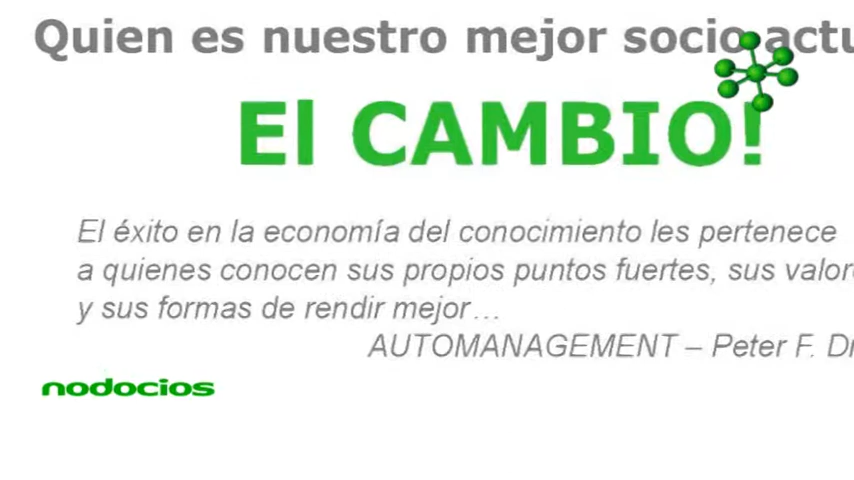 Quien es nuestro mejor socio
El CAMBIO!
El éxito en la economía del conocimiento les pertenece
a quienes conocen sus propios puntos fuertes, sus
y sus formas de rendir mejor…
AUTOMANAGEMENT – Peter F.
nodocios